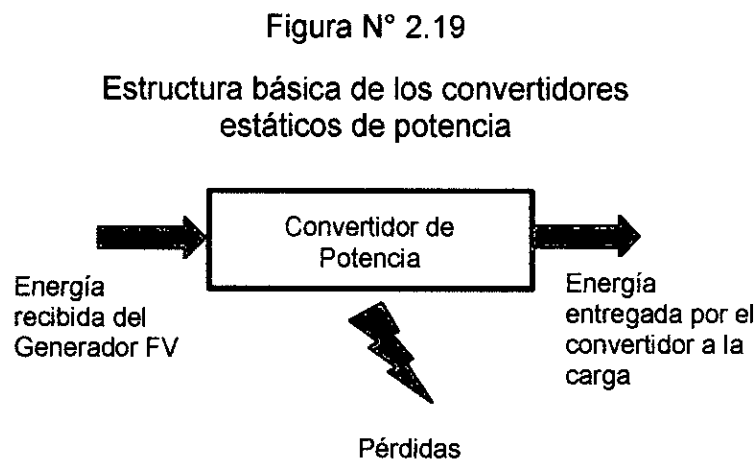 Figura N° 2.19
Estructura básica de los convertidores
estáticos de potencia
Convertidor de
Potencia
Energía
recibida del
Generador FV
Energía
entregada por el
convertidor a la
carga
Pérdidas